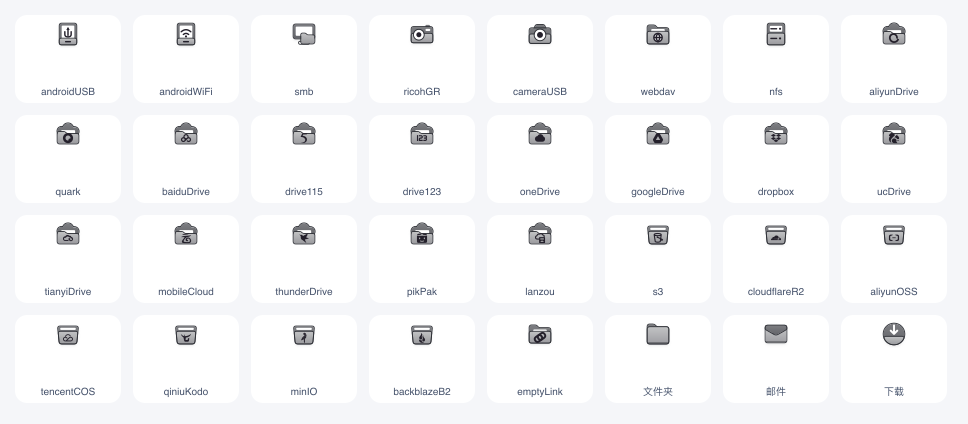 androidUSB androidWiFi smb ricohGR cameraUSB webdav nfs aliyunDrive
123
quark baiduDrive drive115 drive123 oneDrive googleDrive dropbox ucDrive
tianyiDrive mobileCloud thunderDrive pikPak lanzou s3 cloudflareR2 aliyunOSS
tencentCOS qiniuKodo minIO backblazeB2 emptyLink 文件夹 邮件 下载